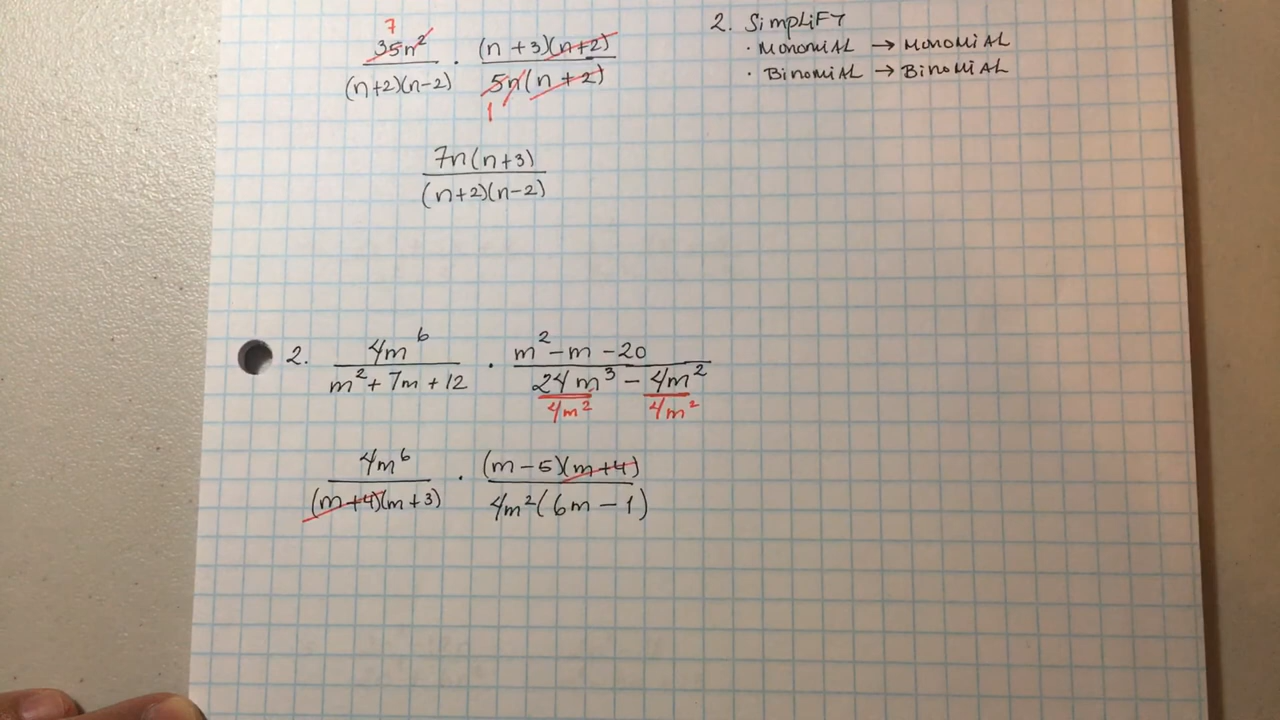 7
35n² / (n+2)(n-2) · (n+3)(n+2) / 5n(n+2)
1
7n(n+3) / (n+2)(n-2)
2. SimpLiFY
· MonomiAL → MonomiAL
· BinomiAL → BinomiAL
2. 4m⁶ / m²+7m+12 · m²-m-20 / 24m³-4m²
4m² 4m²
4m⁶ / (m+4)(m+3) · (m-5)(m+4) / 4m²(6m-1)